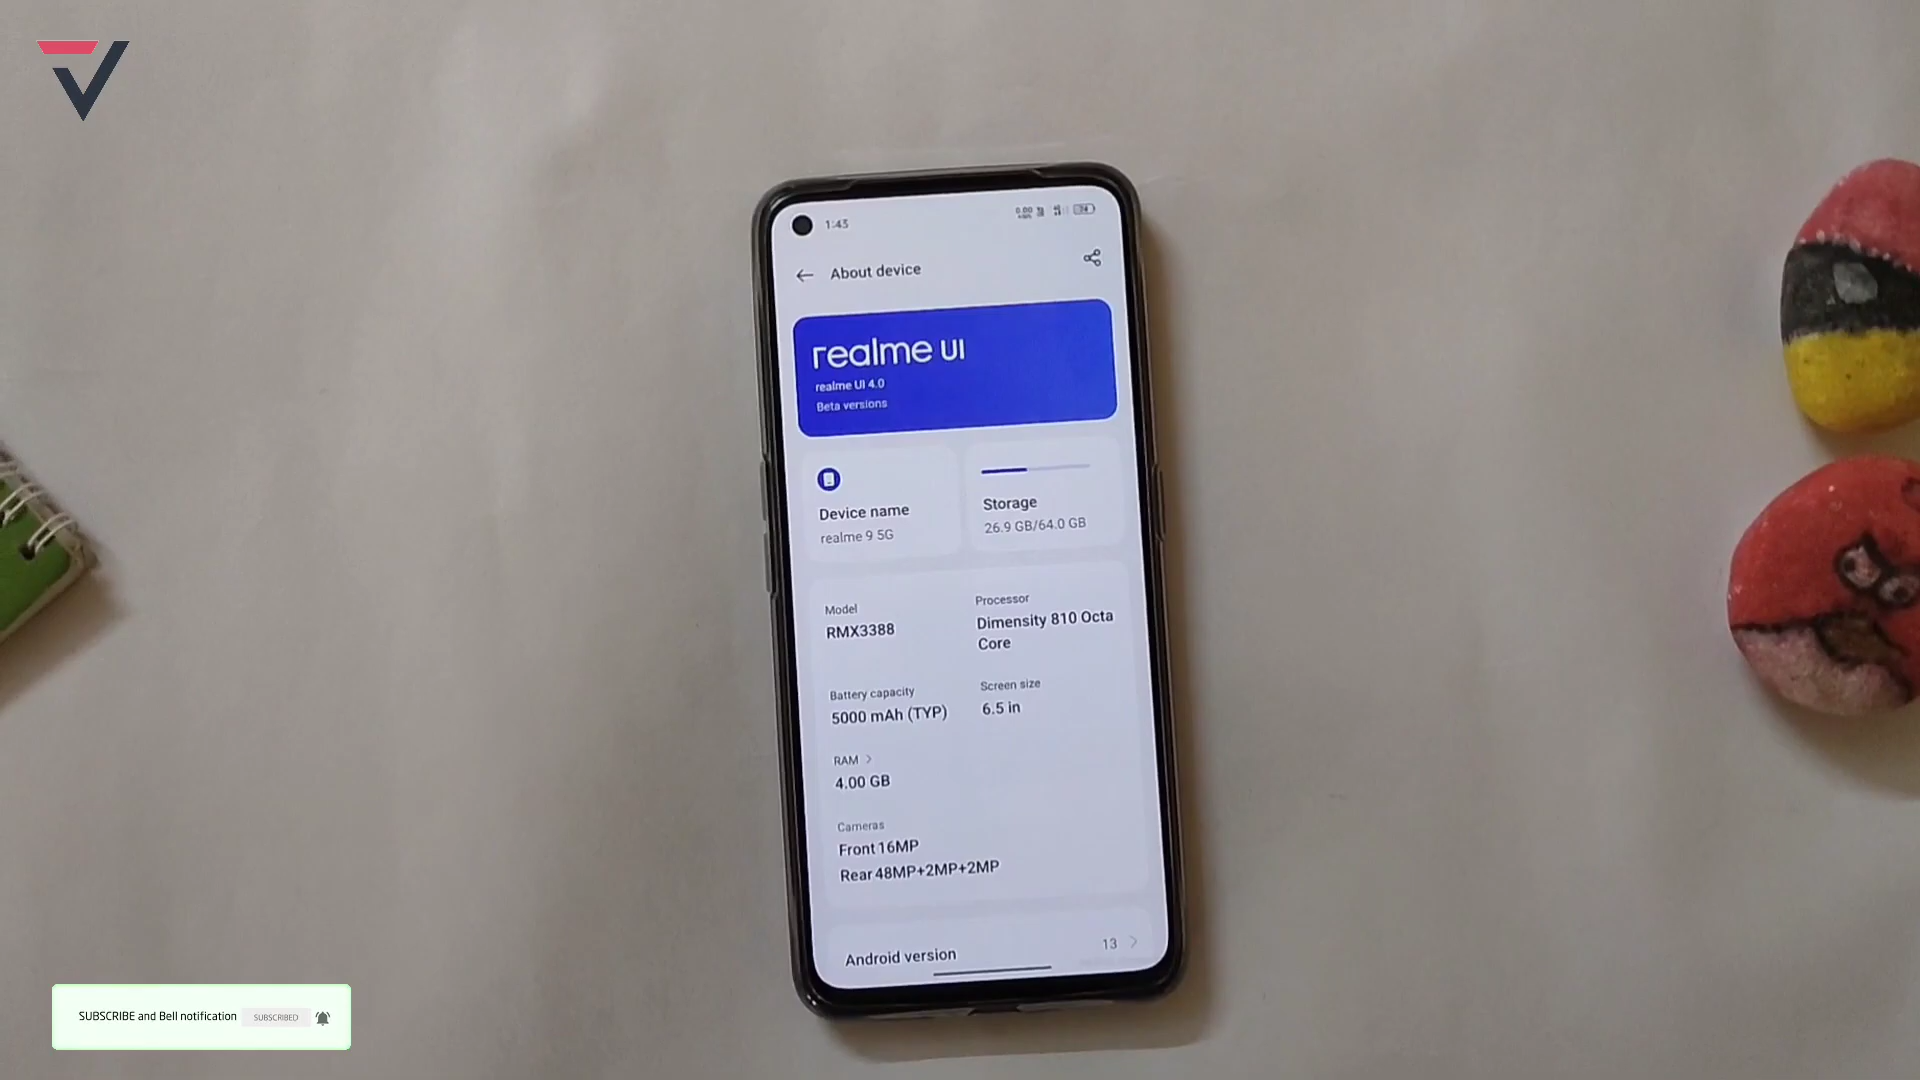 1:43
0.00
About device
realme UI
realme UI 4.0
Beta versions
Device name
realme 9 5G
Storage
26.9 GB/64.0 GB
Model
RMX3388
Processor
Dimensity 810 Octa
Core
Battery capacity
5000 mAh (TYP)
Screen size
6.5 in
RAM >
4.00 GB
Cameras
Front 16MP
Rear 48MP+2MP+2MP
Android version
13 >
SUBSCRIBE and Bell notification
SUBSCRIBED